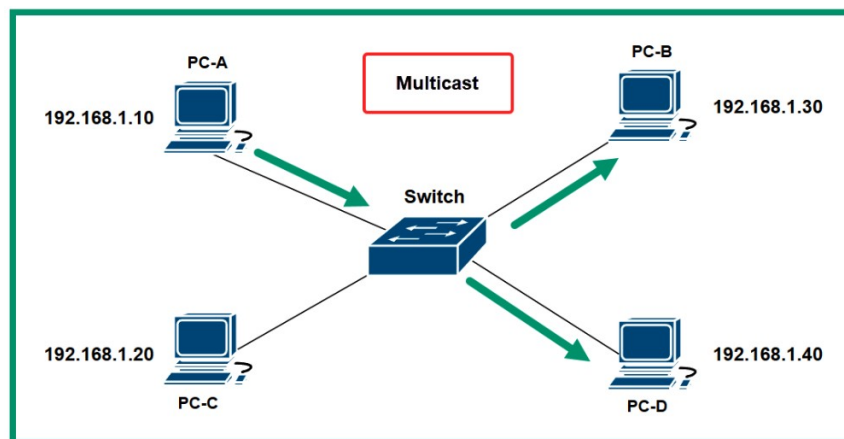 PC-A
Multicast
PC-B
192.168.1.10
192.168.1.30
Switch
192.168.1.20
192.168.1.40
PC-C
PC-D